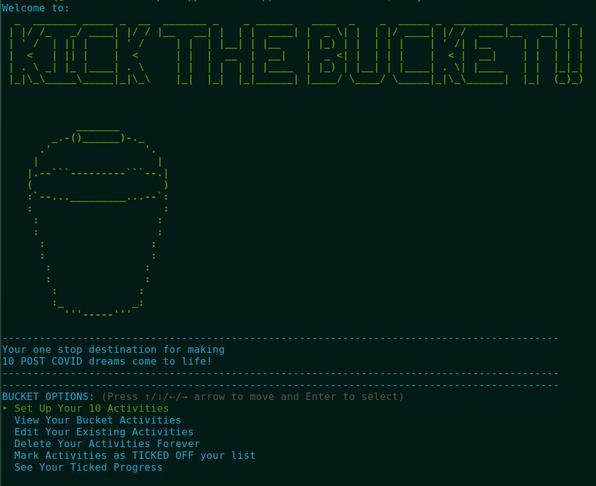 Welcome to:
KICK THE BUCKET!!
Your one stop destination for making
10 POST COVID dreams come to life!
BUCKET OPTIONS: (Press ↑/↓/←/→ arrow to move and Enter to select)
‣ Set Up Your 10 Activities
View Your Bucket Activities
Edit Your Existing Activities
Delete Your Activities Forever
Mark Activities as TICKED OFF your list
See Your Ticked Progress